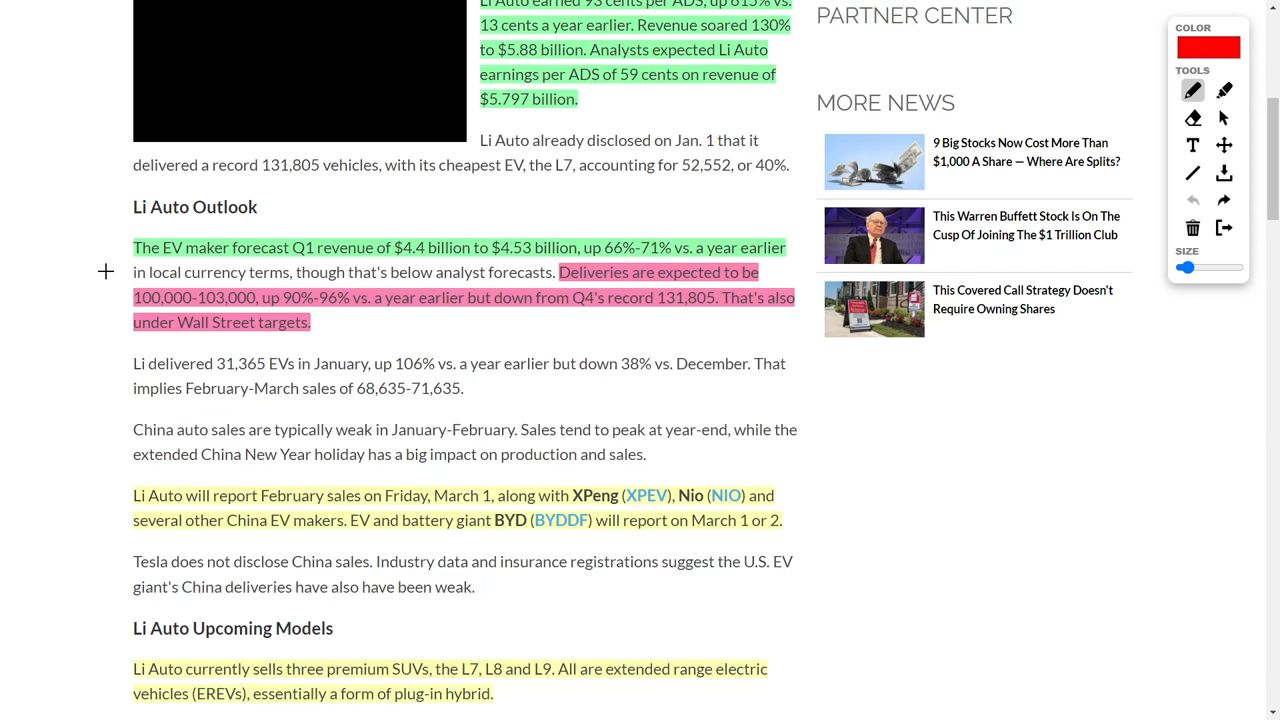 Li Auto earned 93 cents per ADS, up 615% vs.
13 cents a year earlier. Revenue soared 130%
to $5.88 billion. Analysts expected Li Auto
earnings per ADS of 59 cents on revenue of
$5.797 billion.
Li Auto already disclosed on Jan. 1 that it
delivered a record 131,805 vehicles, with its cheapest EV, the L7, accounting for 52,552, or 40%.
Li Auto Outlook
The EV maker forecast Q1 revenue of $4.4 billion to $4.53 billion, up 66%-71% vs. a year earlier
in local currency terms, though that's below analyst forecasts. Deliveries are expected to be
100,000-103,000, up 90%-96% vs. a year earlier but down from Q4's record 131,805. That's also
under Wall Street targets.
Li delivered 31,365 EVs in January, up 106% vs. a year earlier but down 38% vs. December. That
implies February-March sales of 68,635-71,635.
China auto sales are typically weak in January-February. Sales tend to peak at year-end, while the
extended China New Year holiday has a big impact on production and sales.
Li Auto will report February sales on Friday, March 1, along with XPeng (XPEV), Nio (NIO) and
several other China EV makers. EV and battery giant BYD (BYDDF) will report on March 1 or 2.
Tesla does not disclose China sales. Industry data and insurance registrations suggest the U.S. EV
giant's China deliveries have also have been weak.
Li Auto Upcoming Models
Li Auto currently sells three premium SUVs, the L7, L8 and L9. All are extended range electric
vehicles (EREVs), essentially a form of plug-in hybrid.
PARTNER CENTER
MORE NEWS
9 Big Stocks Now Cost More Than
$1,000 A Share — Where Are Splits?
This Warren Buffett Stock Is On The
Cusp Of Joining The $1 Trillion Club
This Covered Call Strategy Doesn't
Require Owning Shares
COLOR
TOOLS
T
SIZE